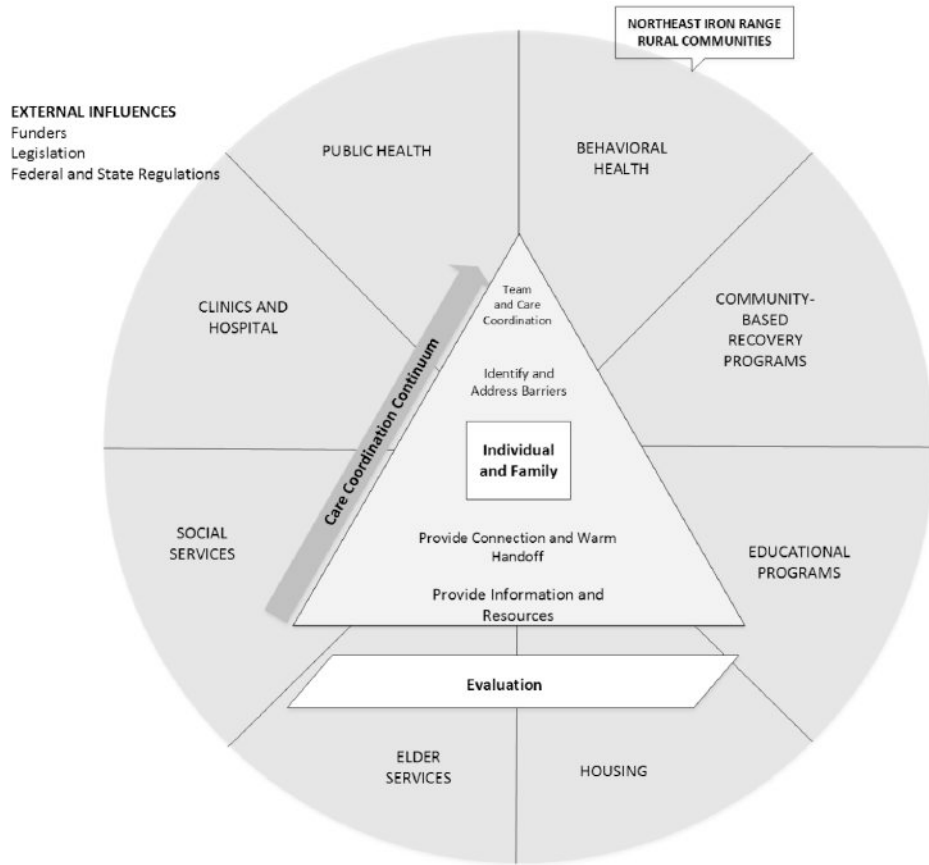 NORTHEAST IRON RANGE
RURAL COMMUNITIES
EXTERNAL INFLUENCES
Funders
Legislation
Federal and State Regulations
PUBLIC HEALTH
BEHAVIORAL
HEALTH
CLINICS AND
HOSPITAL
COMMUNITY-
BASED
RECOVERY
PROGRAMS
Team
and Care
Coordination
Identify and
Address Barriers
Care Coordination Continuum
Individual
and Family
SOCIAL
SERVICES
Provide Connection and Warm
Handoff
EDUCATIONAL
PROGRAMS
Provide Information and
Resources
Evaluation
ELDER
SERVICES
HOUSING